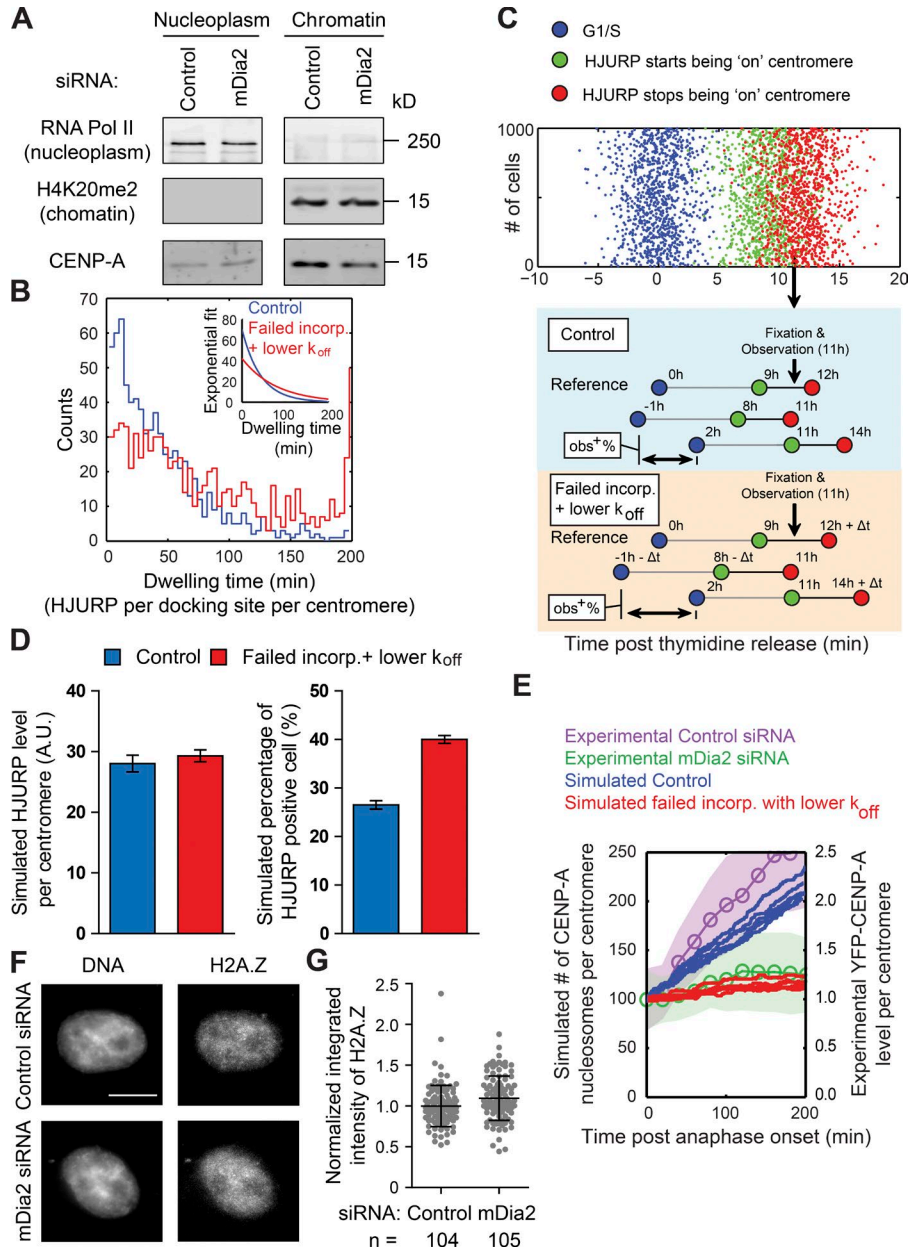 A
Nucleoplasm
Chromatin
siRNA:
Control
mDia2
Control
mDia2
kD
RNA Pol II
(nucleoplasm)
250
H4K20me2
(chomatin)
15
CENP-A
15
B
Counts
70
60
50
40
30
20
10
0
0
50
100
150
200
Dwelling time (min)
(HJURP per docking site per centromere)
Control
Failed incorp.
+ lower koff
Exponential fit
80
60
40
20
0
0
100
200
Dwelling time
(min)
C
G1/S
HJURP starts being 'on' centromere
HJURP stops being 'on' centromere
# of cells
1000
0
−10
−5
0
5
10
15
20
Control
Fixation &
Observation (11h)
Reference
0h
9h
12h
-1h
8h
11h
obs+%
2h
11h
14h
Failed incorp.
+ lower koff
Fixation &
Observation (11h)
Reference
0h
9h
12h + Δt
-1h - Δt
8h - Δt
11h
obs+%
2h
11h
14h + Δt
Time post thymidine release (min)
D
Control
Failed incorp.+ lower koff
Simulated HJURP level
per centromere (A.U.)
40
30
20
10
0
Simulated percentage of
HJURP positive cell (%)
50
40
30
20
10
0
E
Experimental Control siRNA
Experimental mDia2 siRNA
Simulated Control
Simulated failed incorp. with lower koff
Simulated # of CENP-A
nucleosomes per centromere
250
200
150
100
50
0
2.5
2.0
1.5
1.0
0.5
0.0
Experimental YFP-CENP-A
level per centromere
0
100
200
Time post anaphase onset (min)
F
DNA
H2A.Z
Control siRNA
mDia2 siRNA
G
Normalized integrated
intensity of H2A.Z
2.5
2.0
1.5
1.0
0.5
0
siRNA: Control mDia2
n = 104 105